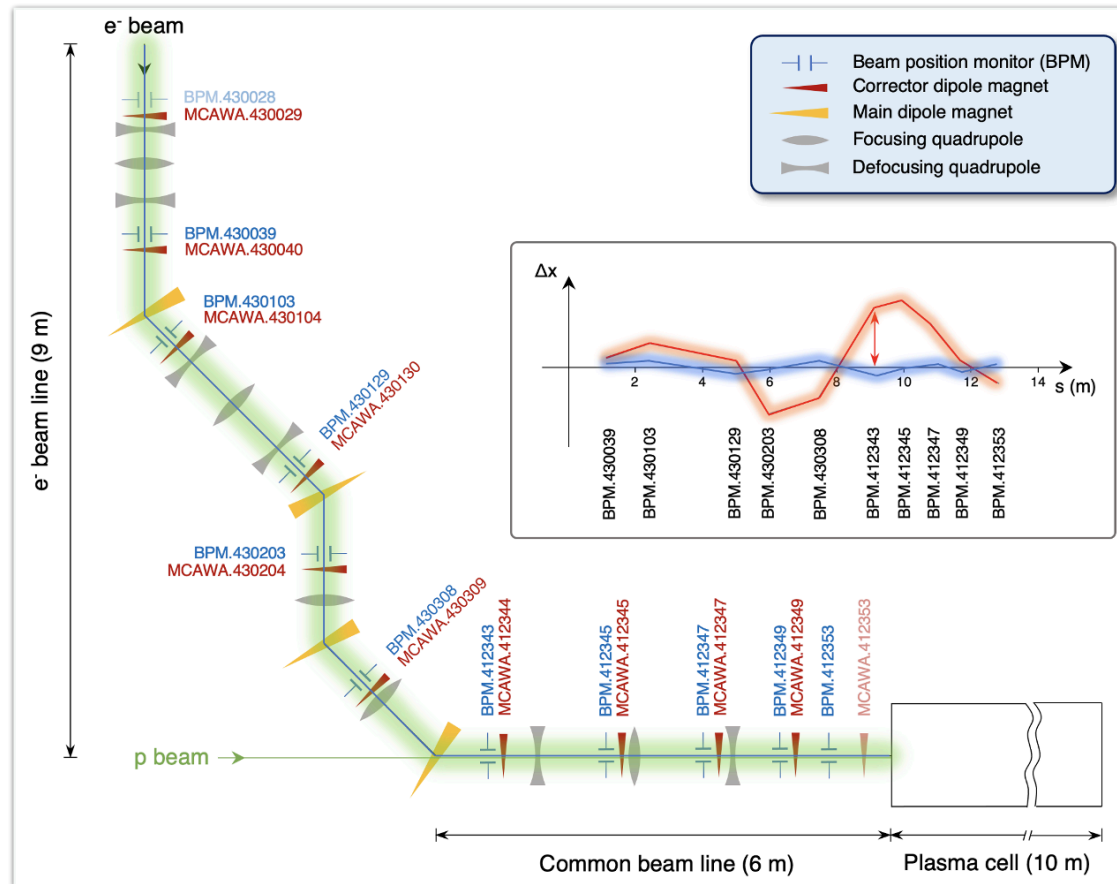 e⁻ beam
BPM.430028
MCAWA.430029
BPM.430039
MCAWA.430040
BPM.430103
MCAWA.430104
BPM.430129
MCAWA.430130
BPM.430203
MCAWA.430204
BPM.430308
MCAWA.430309
e⁻ beam line (9 m)
p beam
BPM.412343
MCAWA.412344
BPM.412345
MCAWA.412345
BPM.412347
MCAWA.412347
BPM.412349
MCAWA.412349
BPM.412353
MCAWA.412353
Common beam line (6 m)
Plasma cell (10 m)
Beam position monitor (BPM)
Corrector dipole magnet
Main dipole magnet
Focusing quadrupole
Defocusing quadrupole
Δx
2 4 6 8 10 12 14
s (m)
BPM.430039
BPM.430103
BPM.430129
BPM.430203
BPM.430308
BPM.412343
BPM.412345
BPM.412347
BPM.412349
BPM.412353